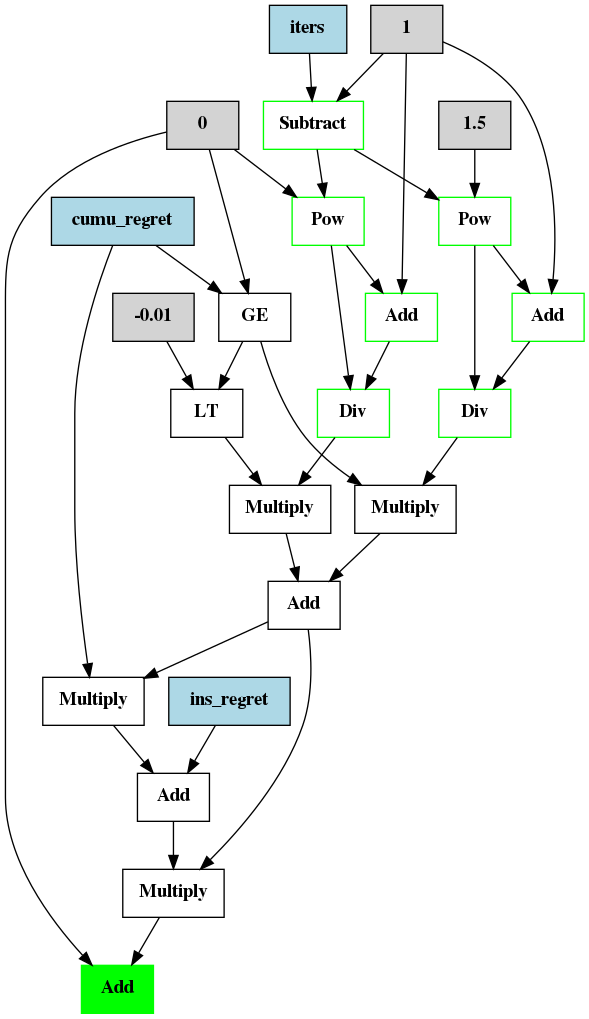 iters
1
0
Subtract
1.5
cumu_regret
Pow
Pow
-0.01
GE
Add
Add
LT
Div
Div
Multiply
Multiply
Add
Multiply
ins_regret
Add
Multiply
Add